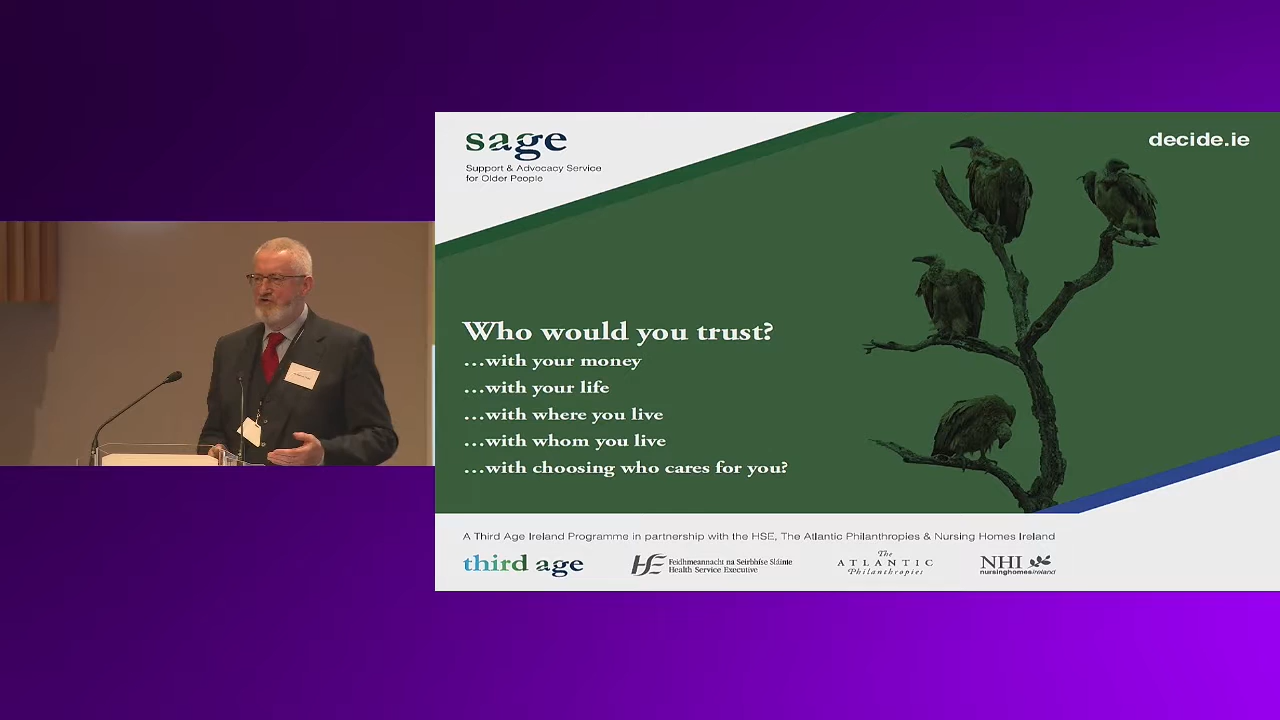 sage
Support & Advocacy Service
for Older People
decide.ie
Who would you trust?
...with your money
...with your life
...with where you live
...with whom you live
...with choosing who cares for you?
A Third Age Ireland Programme in partnership with the HSE, The Atlantic Philanthropies & Nursing Homes Ireland
third age
HE Feidhmeannacht na Seirbhíse Sláinte
Health Service Executive
The
ATLANTIC
Philanthropies
NHI
nursinghomesireland